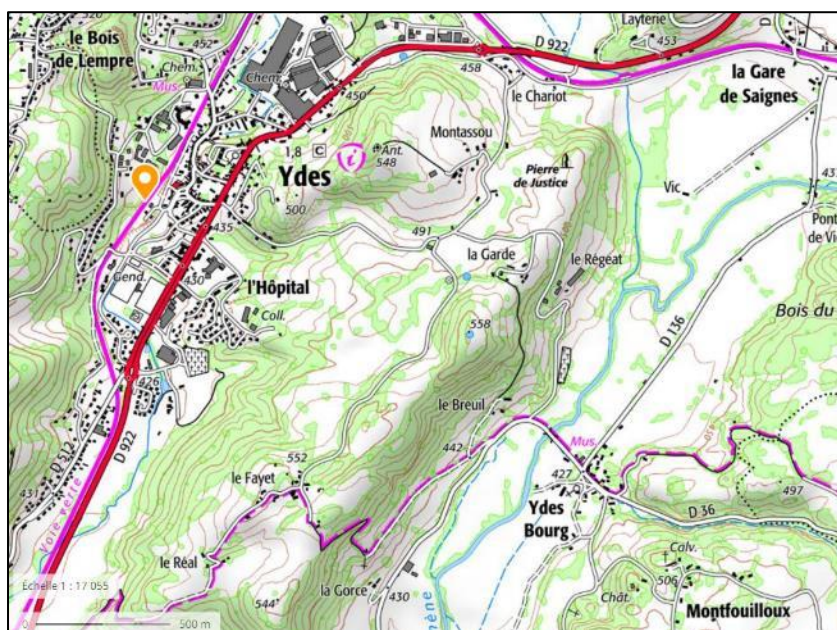 le Bois
de Lempre
452
Chem.
Mus.
Chem.
450
D 922
458
Layterie
453
le Chariot
la Gare
de Saignes
1,8
C
i
Ant.
548
Montassou
Ydes
500
Pierre
de Justice
Vic
Pont
de Vic
435
491
la Garde
le Régeat
Gend.
430
l'Hôpital
Coll.
558
D 136
Bois du
426
le Breuil
442
Mus.
410
D 512
D 922
552
le Fayet
427
497
431
Ydes
Bourg
D 36
Voie verte
le Réal
Calv.
506
Échelle 1 : 17 055
la Gorce
430
Chât.
544
Montfouilloux
0
500 m